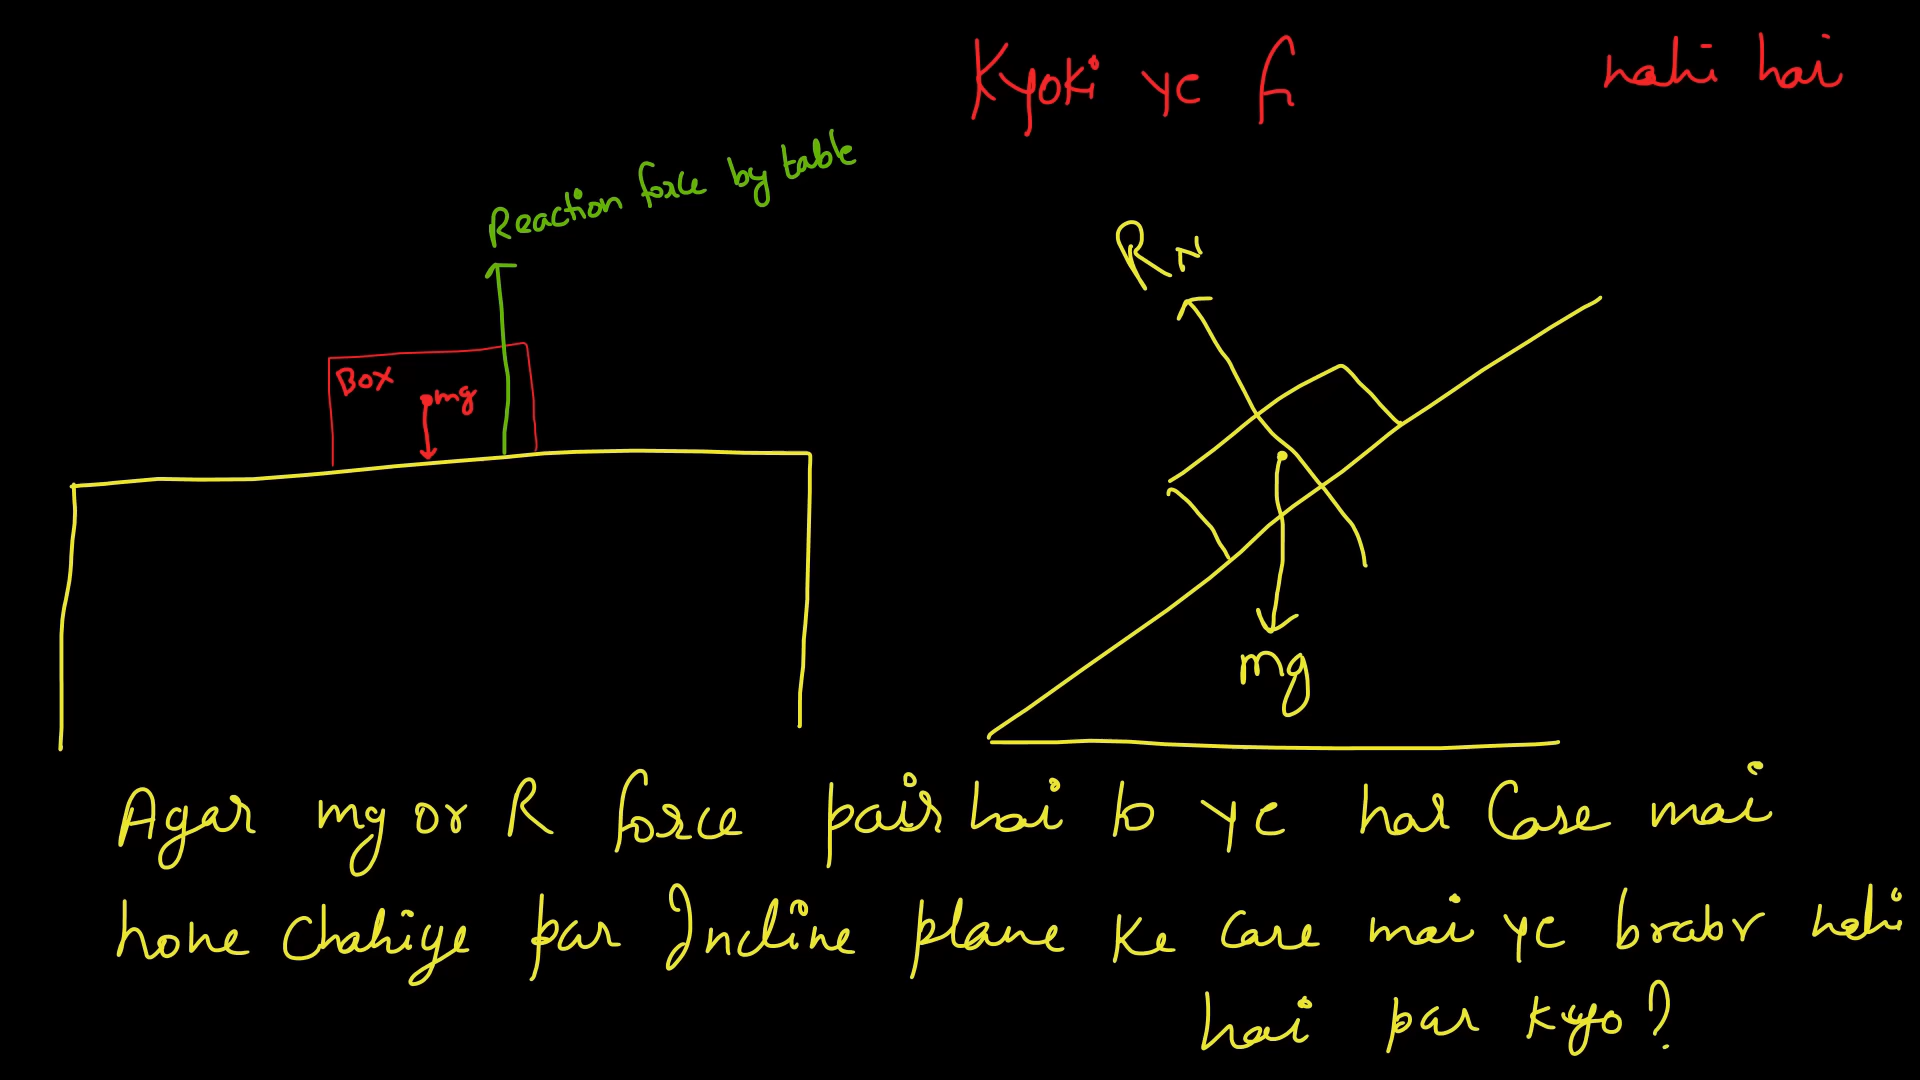 Kyoki ye f nahi hai
Reaction force by table
RN
Box
mg
mg
Agar mg or R force pair hai to ye har Case mai
hone Chahiye par Incline plane Ke Case mai ye brabr nahi
hai par kyo?